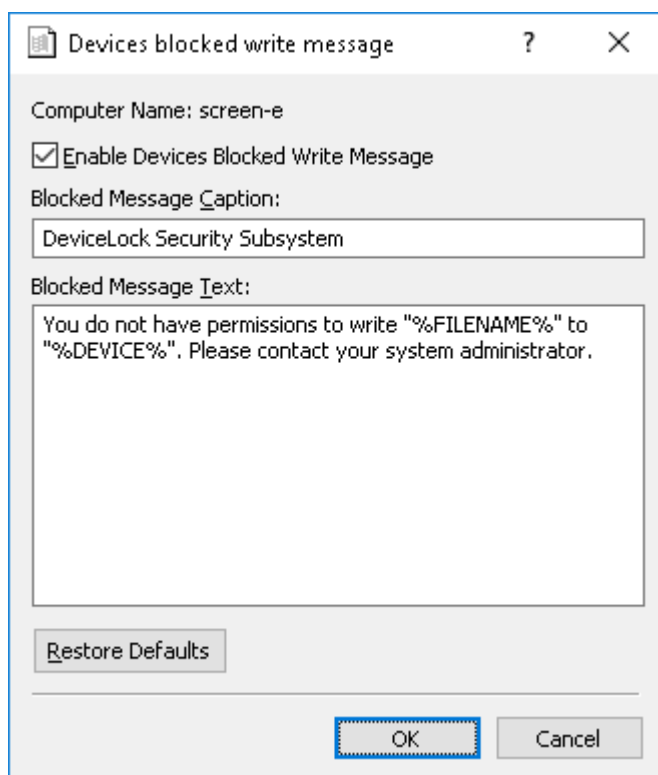 Devices blocked write message
Computer Name: screen-e
Enable Devices Blocked Write Message
Blocked Message Caption:
DeviceLock Security Subsystem
Blocked Message Text:
You do not have permissions to write "%FILENAME%" to
"%DEVICE%". Please contact your system administrator.
Restore Defaults
OK
Cancel